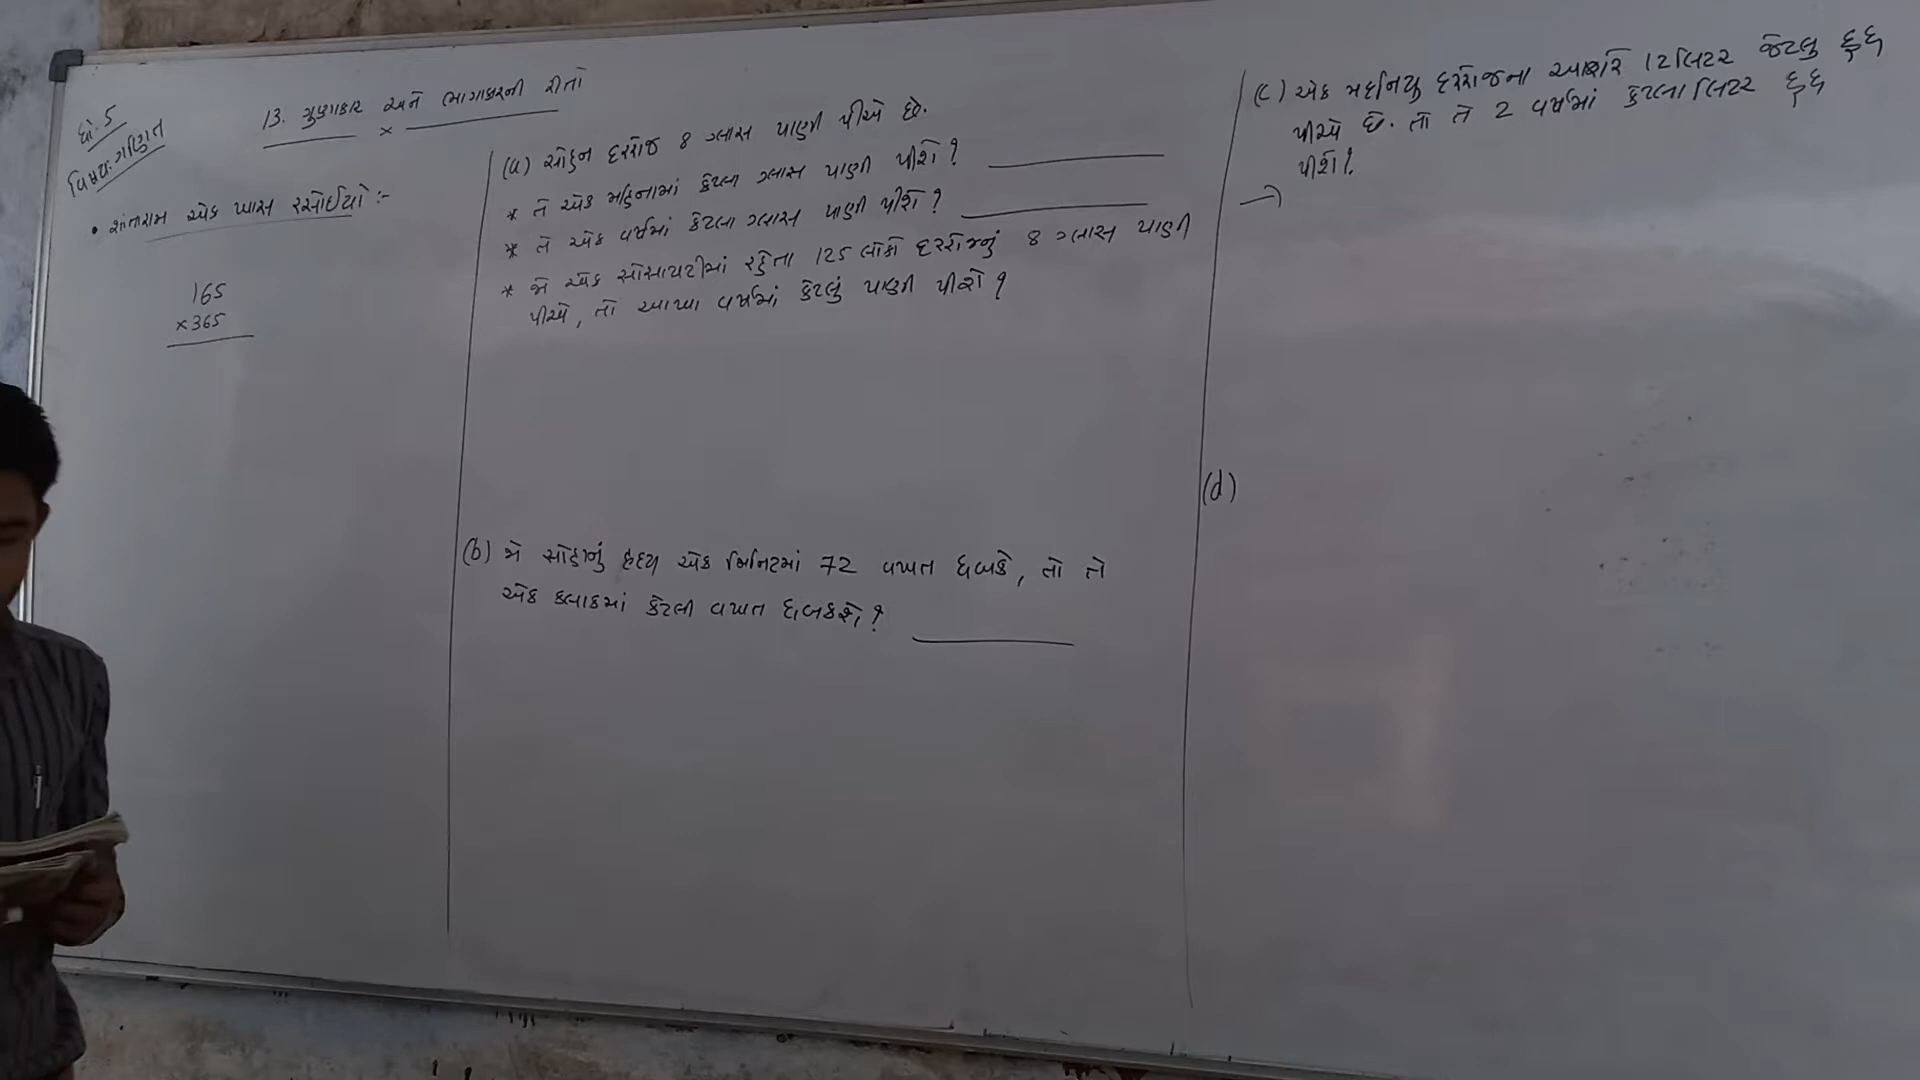 ધો. 5
વિષય: ગણિત
13. ગુણાકાર અને ભાગાકારની રીતો
×
• શાંતારામ એક ખાસ રસોઈયો :-
165
×365
(a) સોહન દરરોજ 8 ગ્લાસ પાણી પીએ છે.
* તે એક મહિનામાં કેટલા ગ્લાસ પાણી પીશે ?
* તે એક વર્ષમાં કેટલા ગ્લાસ પાણી પીશે ?
* જો એક સોસાયટીમાં રહેતા 125 લોકો દરરોજનું 8 ગ્લાસ પાણી
પીએ, તો આખા વર્ષમાં કેટલું પાણી પીશે ?
(b) જો સોહનનું હૃદય એક મિનિટમાં 72 વખત ધબકે, તો તે
એક કલાકમાં કેટલી વખત ધબકશે ?
(c) એક મદનિયુ દરરોજના આશરે 12 લિટર જેટલુ દૂધ
પીએ છે. તો તે 2 વર્ષમાં કેટલા લિટર દૂધ
પીશે ?
→
(d)